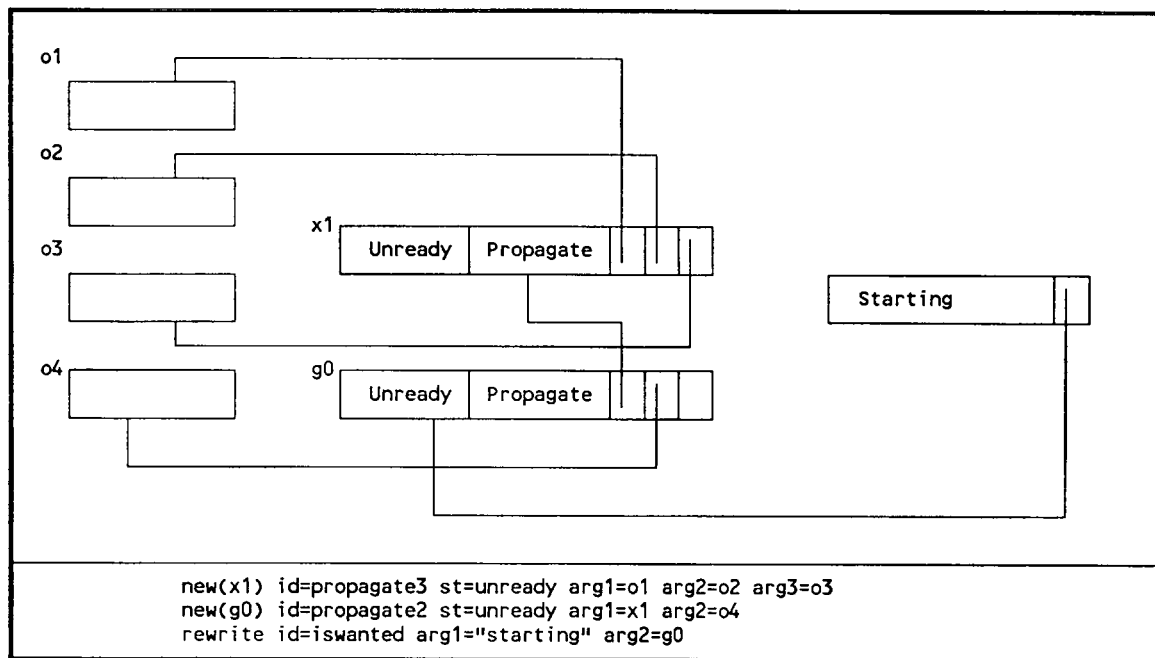 o1
o2
x1
Unready Propagate
o3
Starting
o4
g0
Unready Propagate
new(x1) id=propagate3 st=unready arg1=o1 arg2=o2 arg3=o3
new(g0) id=propagate2 st=unready arg1=x1 arg2=o4
rewrite id=iswanted arg1="starting" arg2=g0